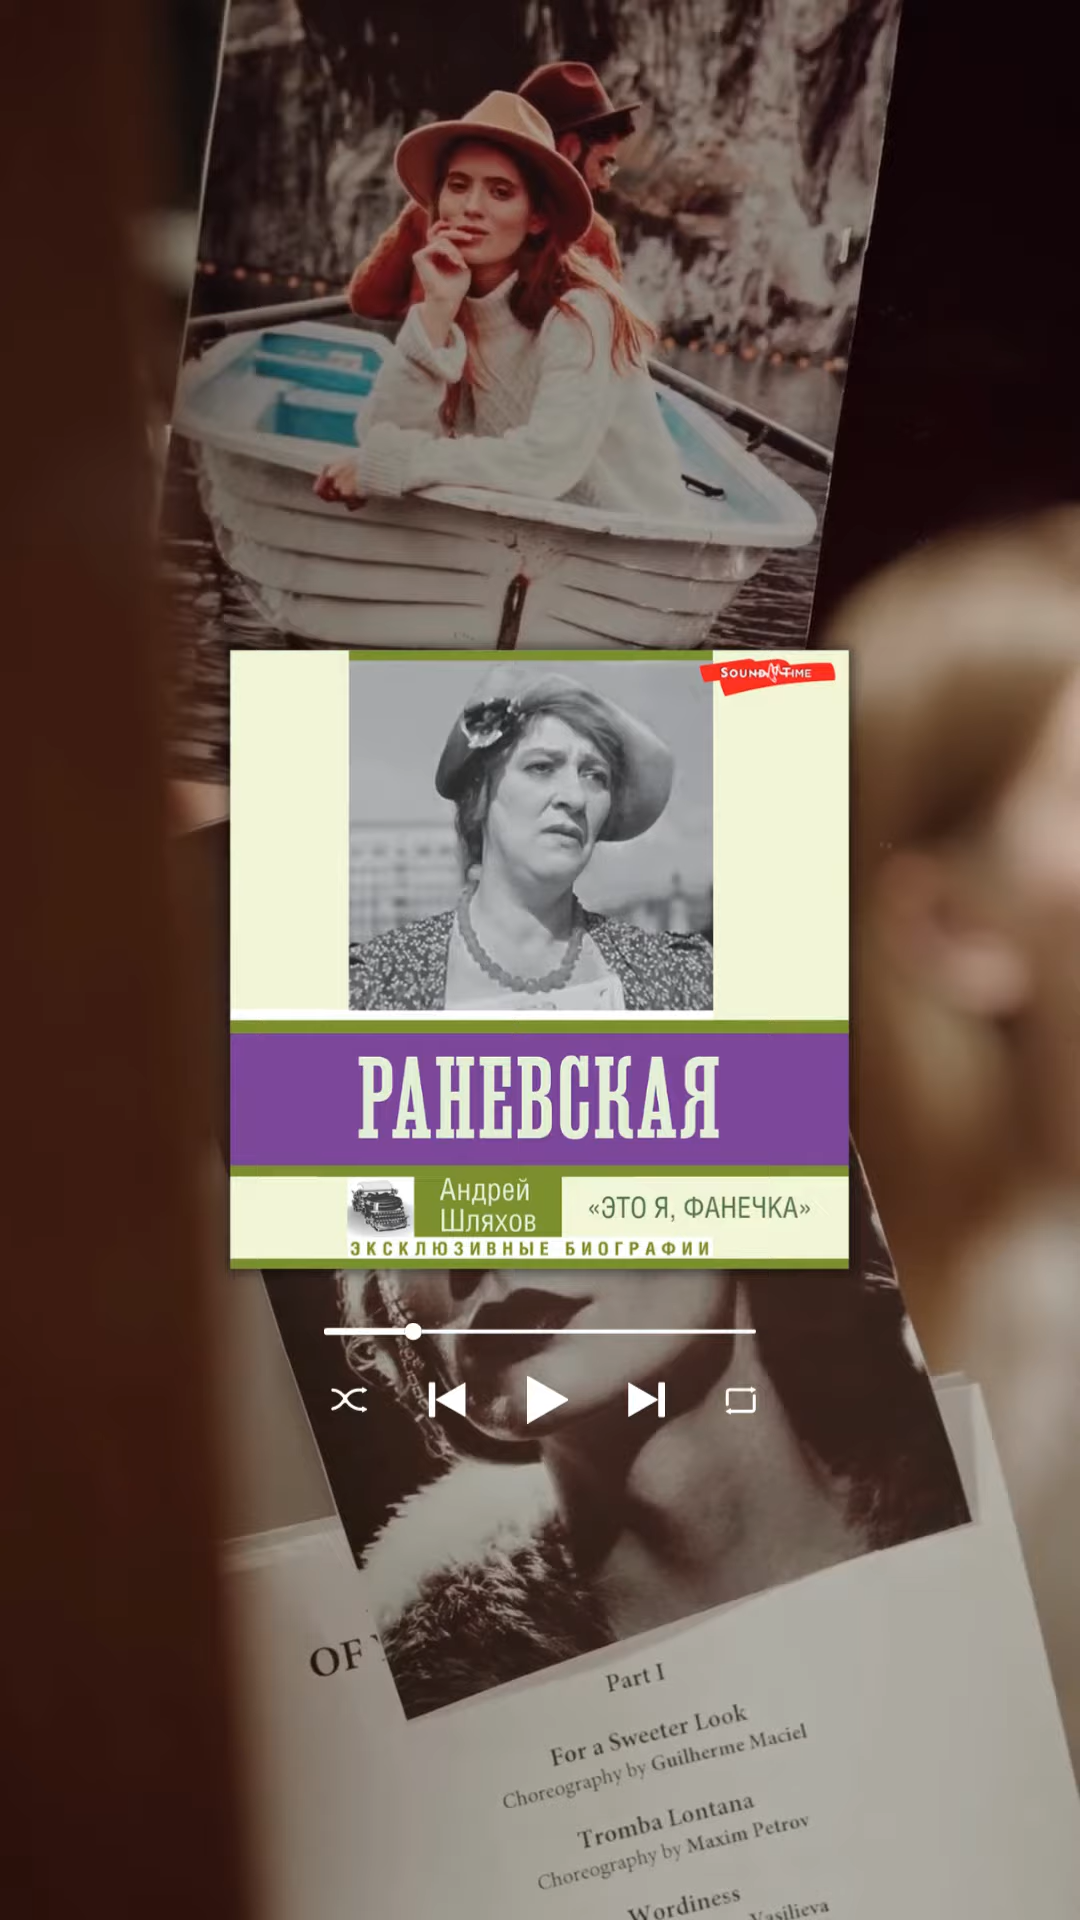 SOUND TIME
РАНЕВСКАЯ
Андрей
Шляхов
«ЭТО Я, ФАНЕЧКА»
ЭКСКЛЮЗИВНЫЕ БИОГРАФИИ
OF
Part I
For a Sweeter Look
Choreography by Guilherme Maciel
Tromba Lontana
Choreography by Maxim Petrov
Wordiness
Vasilieva